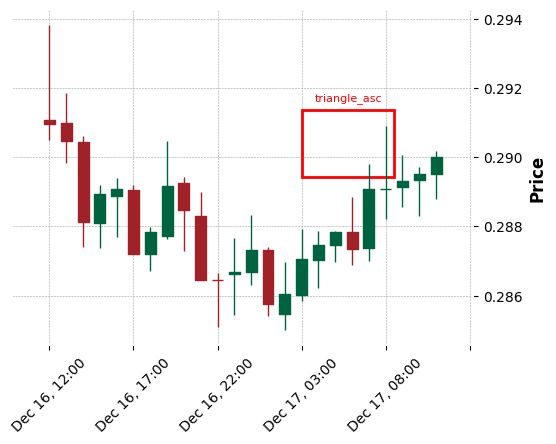 0.294
triangle_asc
0.292
0.290
Price
0.288
0.286
Dec 16, 12:00
Dec 16, 17:00
Dec 16, 22:00
Dec 17, 03:00
Dec 17, 08:00